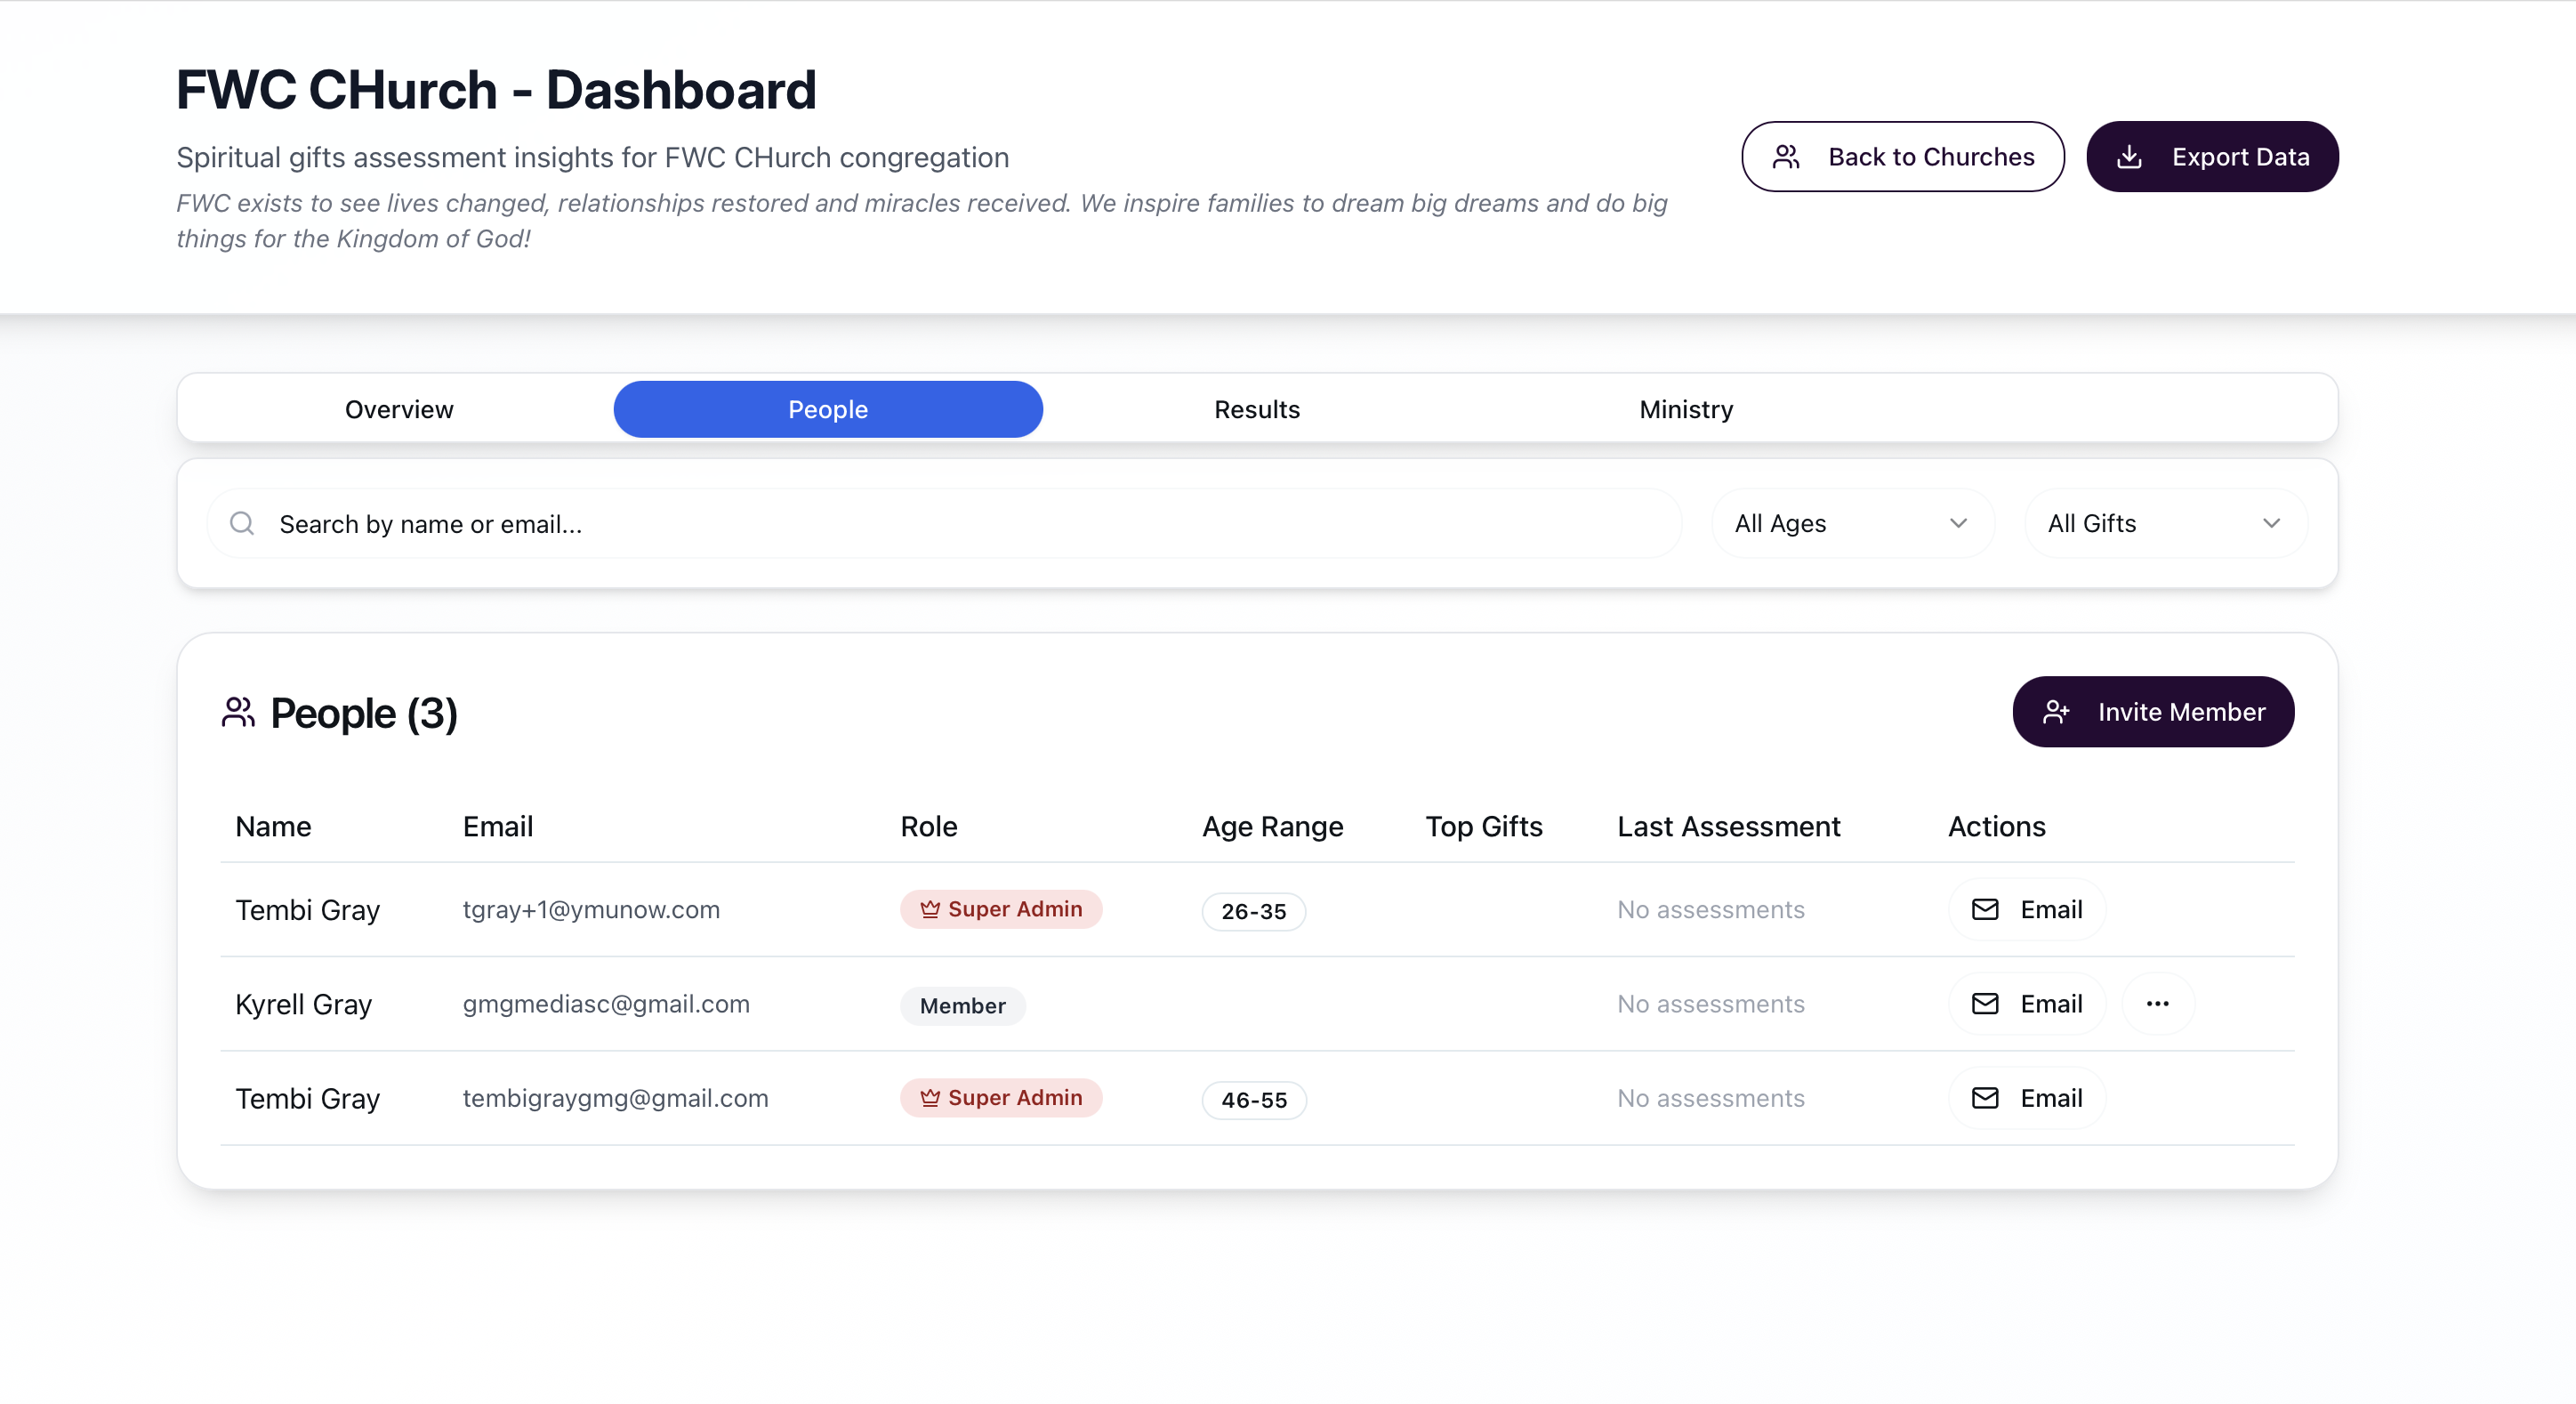 FWC CHurch - Dashboard
Spiritual gifts assessment insights for FWC CHurch congregation
FWC exists to see lives changed, relationships restored and miracles received. We inspire families to dream big dreams and do big
things for the Kingdom of God!
Back to Churches
Export Data
Overview People Results Ministry
Search by name or email... All Ages All Gifts
People (3) Invite Member
Name Email Role Age Range Top Gifts Last Assessment Actions
Tembi Gray tgray+1@ymunow.com Super Admin 26-35 No assessments Email
Kyrell Gray gmgmediasc@gmail.com Member No assessments Email ...
Tembi Gray tembigraygmg@gmail.com Super Admin 46-55 No assessments Email